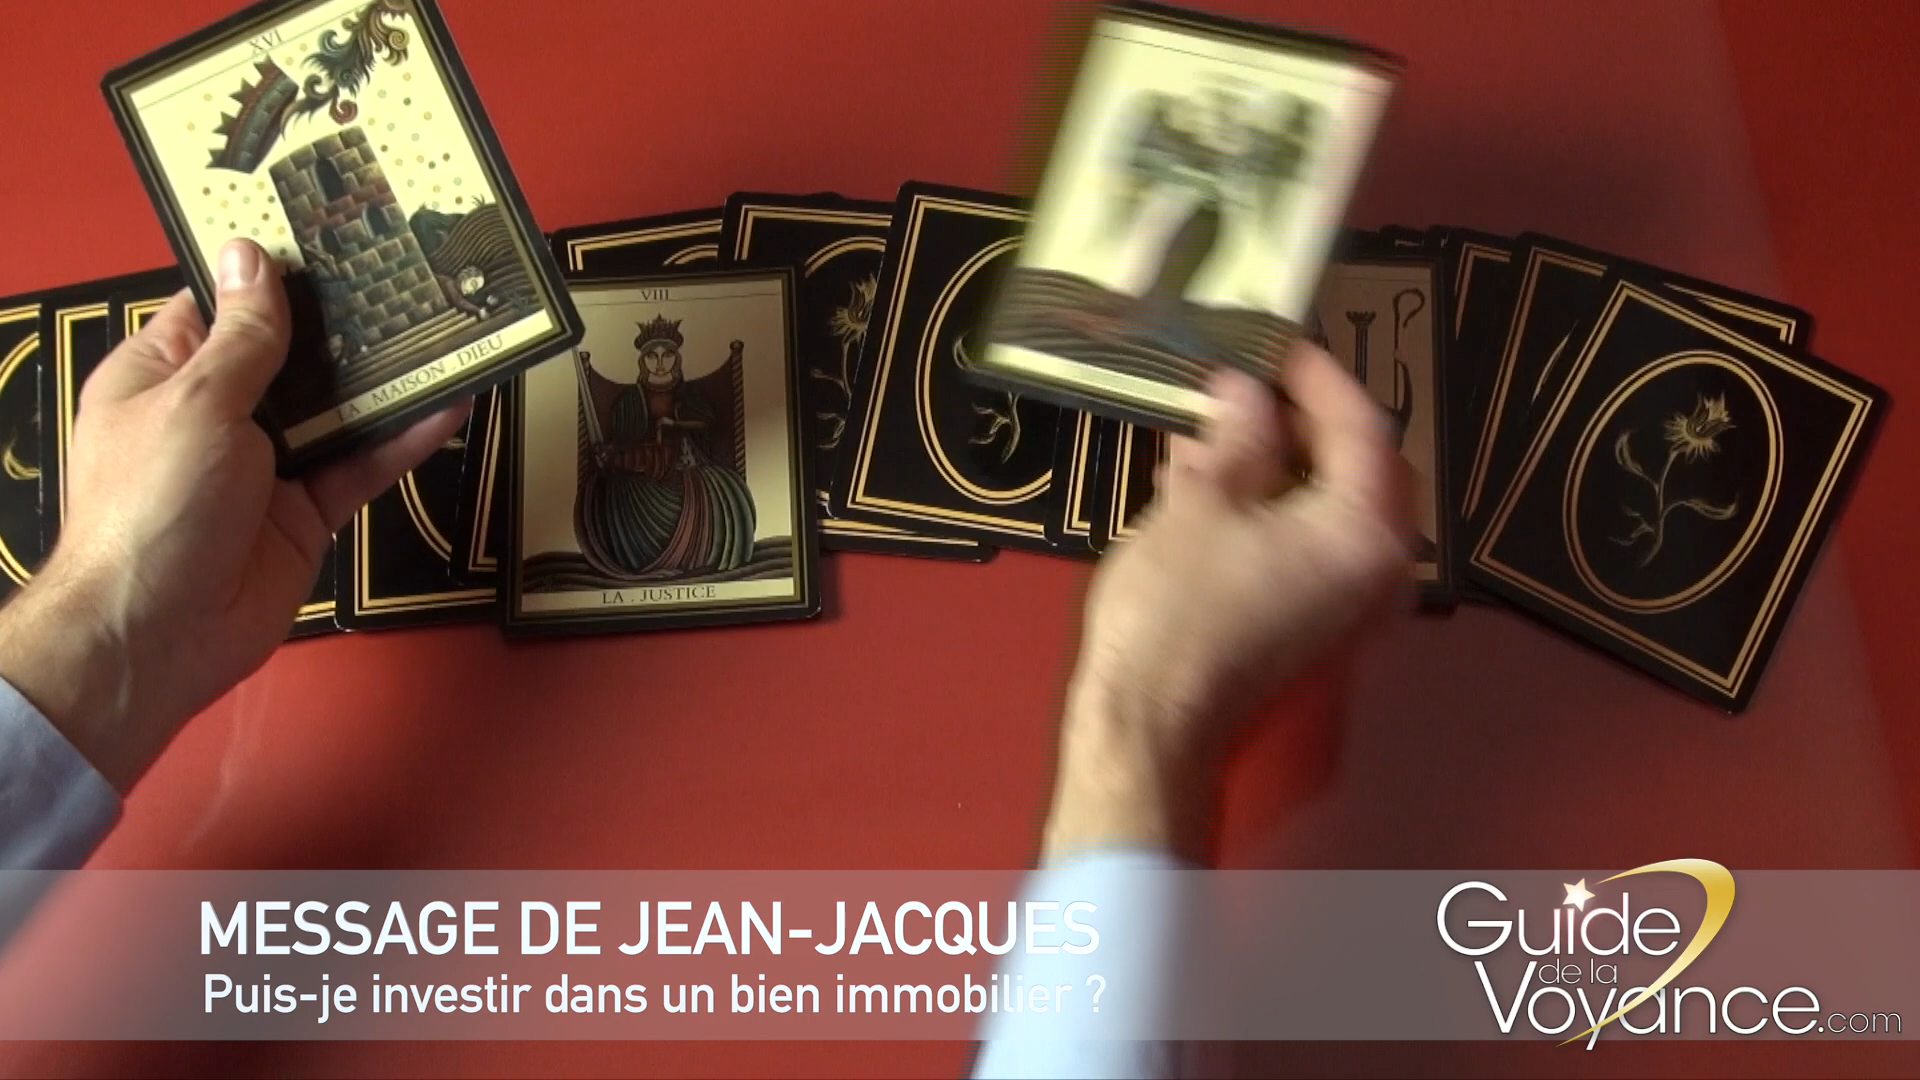 XVI
LA . MAISON . DIEU
VIII
LA . JUSTICE
MESSAGE DE JEAN-JACQUES
Puis-je investir dans un bien immobilier ?
Guide
de la
Voyance.com